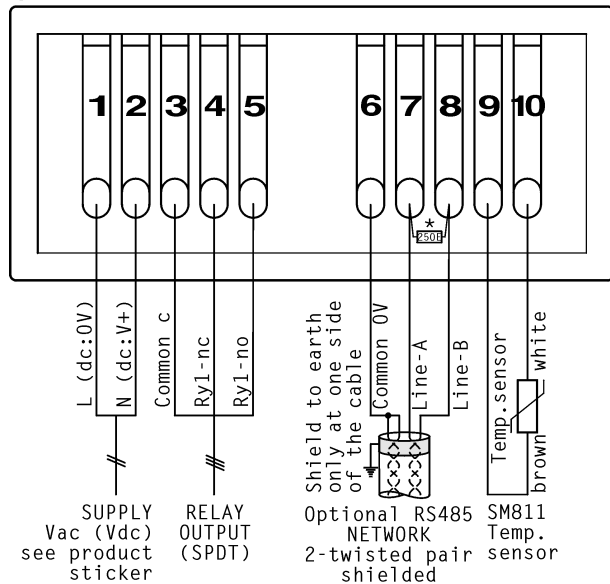 1 2 3 4 5 6 7 8 9 10
*
250E
L (dc:0V)
N (dc:V+)
Common c
Ry1-nc
Ry1-no
Shield to earth
only at one side
of the cable
Common 0V
Line-A
Line-B
Temp.sensor
brown
white
SUPPLY
Vac (Vdc)
see product
sticker
RELAY
OUTPUT
(SPDT)
Optional RS485
NETWORK
2-twisted pair
shielded
SM811
Temp.
sensor